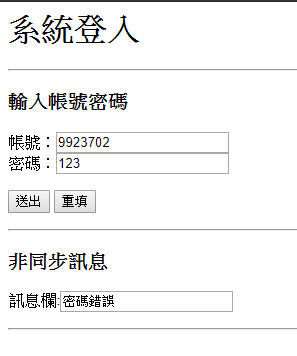 系統登入
輸入帳號密碼
帳號：9923702
密碼：123
送出 重填
非同步訊息
訊息欄:密碼錯誤